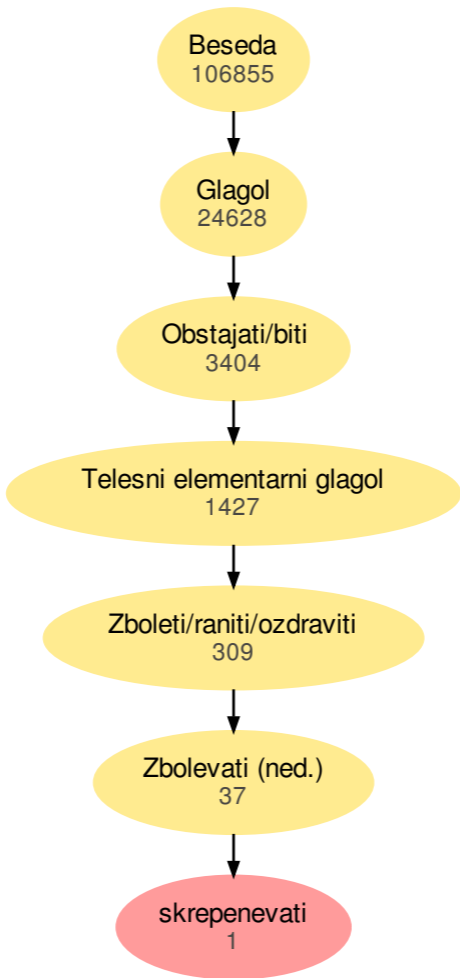 Beseda
106855
Glagol
24628
Obstajati/biti
3404
Telesni elementarni glagol
1427
Zboleti/raniti/ozdraviti
309
Zbolevati (ned.)
37
skrepenevati
1